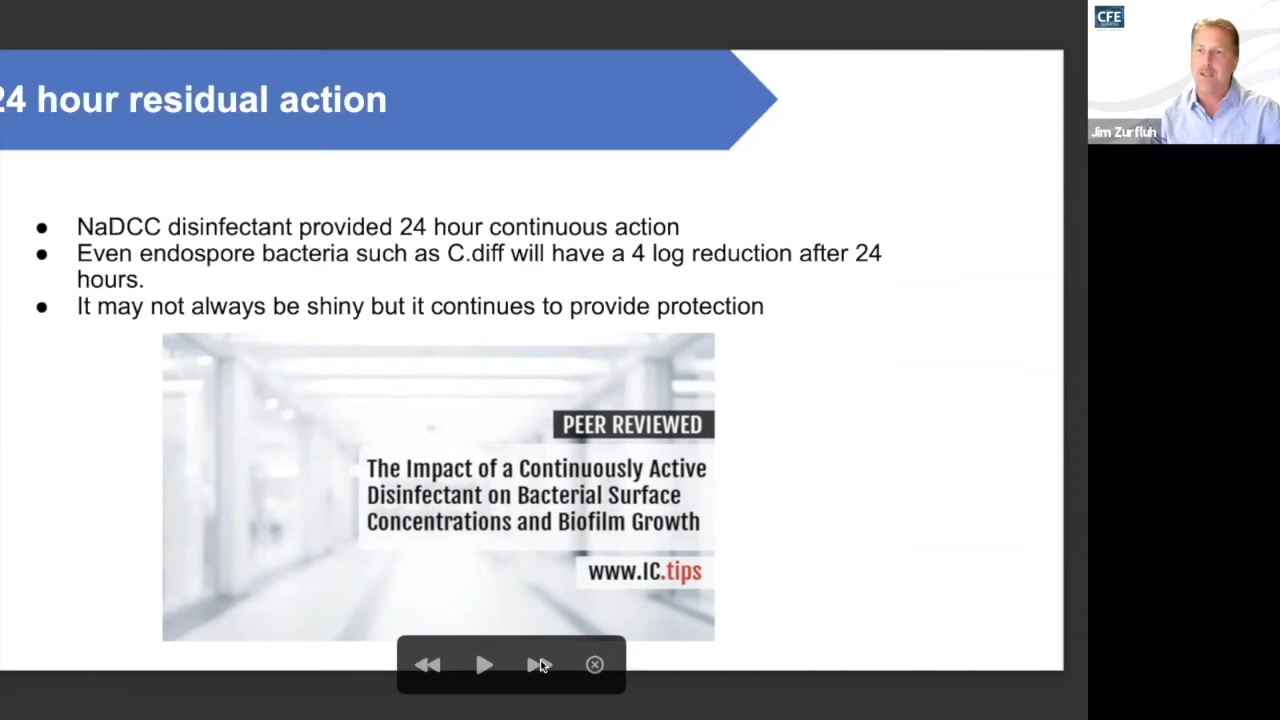 24 hour residual action
● NaDCC disinfectant provided 24 hour continuous action
● Even endospore bacteria such as C.diff will have a 4 log reduction after 24
hours.
● It may not always be shiny but it continues to provide protection
PEER REVIEWED
The Impact of a Continuously Active
Disinfectant on Bacterial Surface
Concentrations and Biofilm Growth
www.IC.tips
CFE
Jim Zurfluh